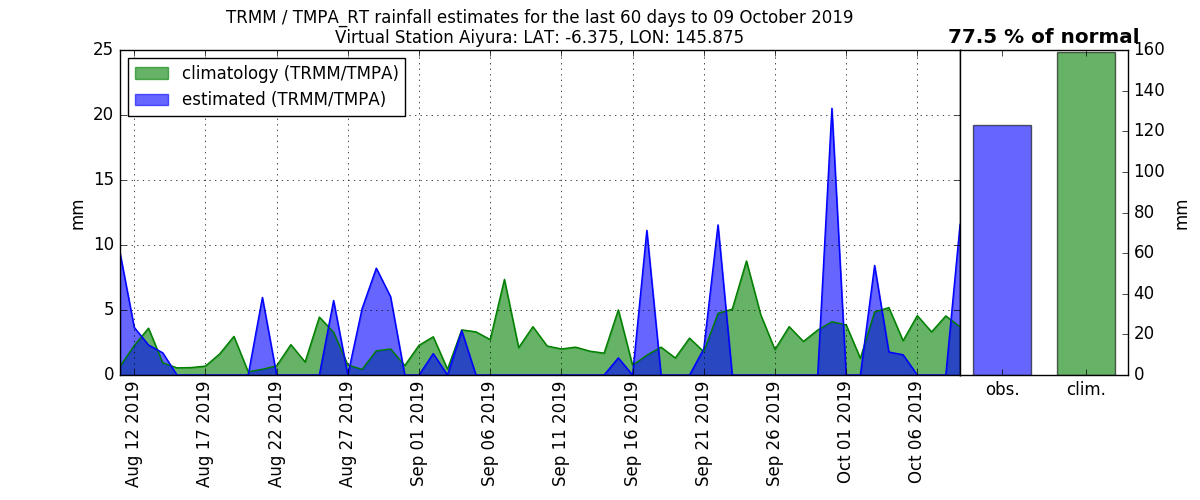 TRMM / TMPA_RT rainfall estimates for the last 60 days to 09 October 2019
Virtual Station Aiyura: LAT: -6.375, LON: 145.875
77.5 % of normal
climatology (TRMM/TMPA)
estimated (TRMM/TMPA)
25
20
15
10
5
0
mm
Aug 12 2019
Aug 17 2019
Aug 22 2019
Aug 27 2019
Sep 01 2019
Sep 06 2019
Sep 11 2019
Sep 16 2019
Sep 21 2019
Sep 26 2019
Oct 01 2019
Oct 06 2019
obs.
clim.
160
140
120
100
80
60
40
20
0
mm